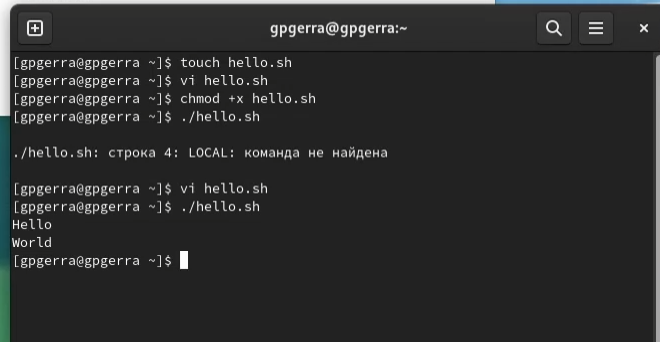 gpgerra@gpgerra:~
[gpgerra@gpgerra ~]$ touch hello.sh
[gpgerra@gpgerra ~]$ vi hello.sh
[gpgerra@gpgerra ~]$ chmod +x hello.sh
[gpgerra@gpgerra ~]$ ./hello.sh
./hello.sh: строка 4: LOCAL: команда не найдена
[gpgerra@gpgerra ~]$ vi hello.sh
[gpgerra@gpgerra ~]$ ./hello.sh
Hello
World
[gpgerra@gpgerra ~]$